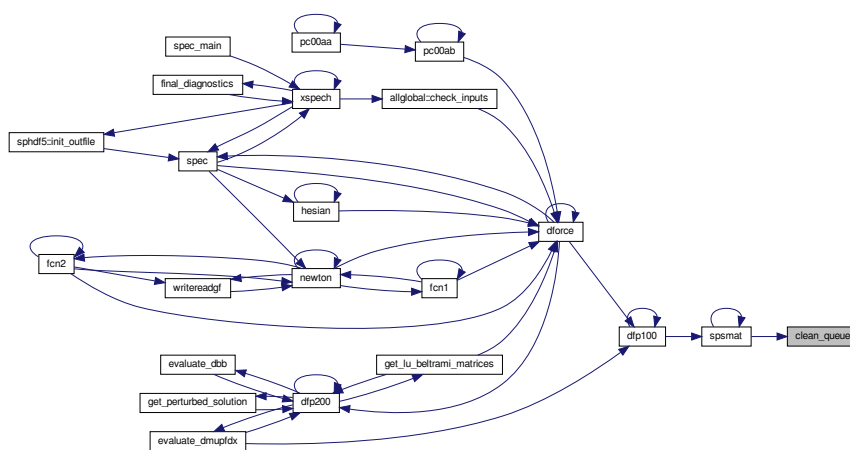 pc00aa
pc00ab
spec_main
final_diagnostics
xspech
allglobal::check_inputs
sphdf5::init_outfile
spec
hesian
dforce
fcn2
newton
writereadgf
fcn1
dfp100
spsmat
clean_queue
evaluate_dbb
get_lu_beltrami_matrices
get_perturbed_solution
dfp200
evaluate_dmupfdx